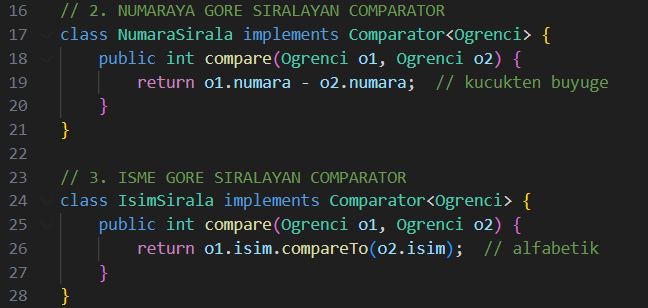 16 // 2. NUMARAYA GORE SIRALAYAN COMPARATOR
17 class NumaraSirala implements Comparator<Ogrenci> {
18     public int compare(Ogrenci o1, Ogrenci o2) {
19         return o1.numara - o2.numara;  // kucukten buyuge
20     }
21 }
22
23 // 3. ISME GORE SIRALAYAN COMPARATOR
24 class IsimSirala implements Comparator<Ogrenci> {
25     public int compare(Ogrenci o1, Ogrenci o2) {
26         return o1.isim.compareTo(o2.isim);  // alfabetik
27     }
28 }